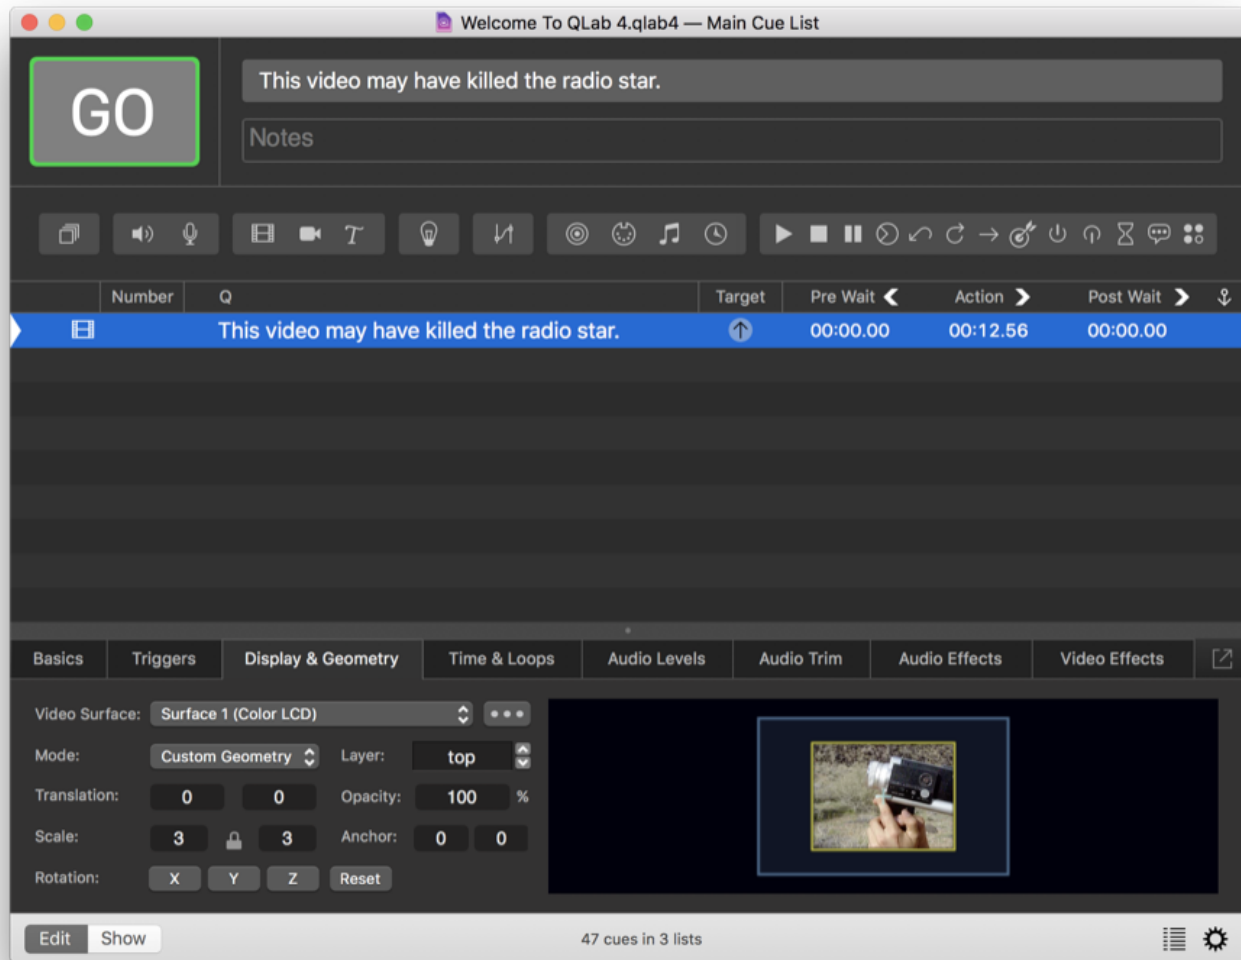 Welcome To QLab 4.qlab4 — Main Cue List
GO
This video may have killed the radio star.
Notes
Number Q Target Pre Wait Action Post Wait
This video may have killed the radio star. 00:00.00 00:12.56 00:00.00
Basics Triggers Display & Geometry Time & Loops Audio Levels Audio Trim Audio Effects Video Effects
Video Surface: Surface 1 (Color LCD)
Mode: Custom Geometry Layer: top
Translation: 0 0 Opacity: 100 %
Scale: 3 3 Anchor: 0 0
Rotation: X Y Z Reset
Edit Show 47 cues in 3 lists